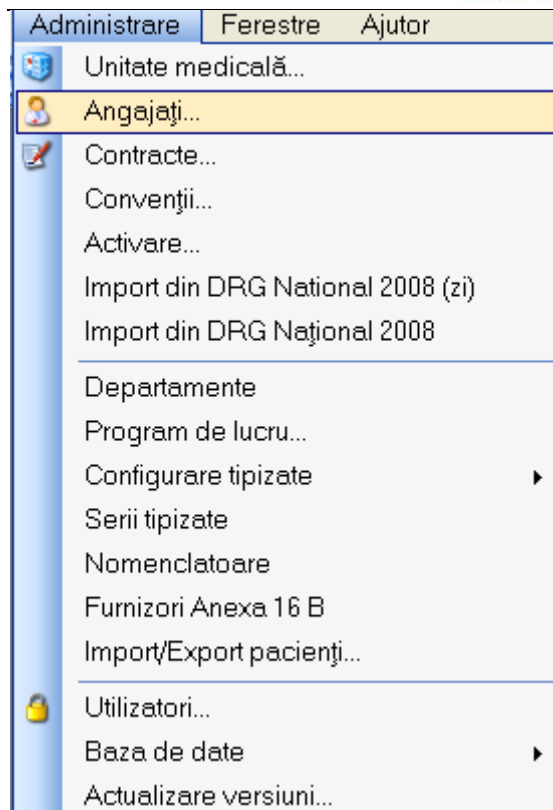 Administrare Ferestre Ajutor
Unitate medicală...
Angajaţi...
Contracte...
Convenţii...
Activare...
Import din DRG National 2008 (zi)
Import din DRG Naţional 2008
Departamente
Program de lucru...
Configurare tipizate
Serii tipizate
Nomenclatoare
Furnizori Anexa 16 B
Import/Export pacienţi...
Utilizatori...
Baza de date
Actualizare versiuni...